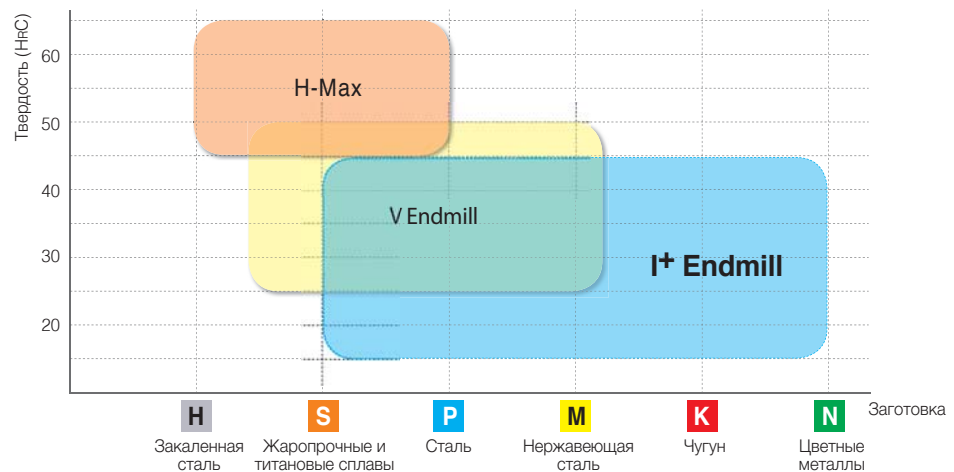 Твердость (HRC)
60
50
40
30
20
H-Max
V Endmill
I+ Endmill
H
S
P
M
K
N
Заготовка
Закаленная
сталь
Жаропрочные и
титановые сплавы
Сталь
Нержавеющая
сталь
Чугун
Цветные
металлы